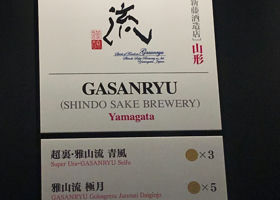 流
新藤酒造店】山形
GASANRYU
(SHINDO SAKE BREWERY)
Yamagata
超裏・雅山流 青風
×3
Super Ura-GASANRYU Seifu
雅山流 極月
×5
GASANRYU Gokugetsu Junmai Daiginjo